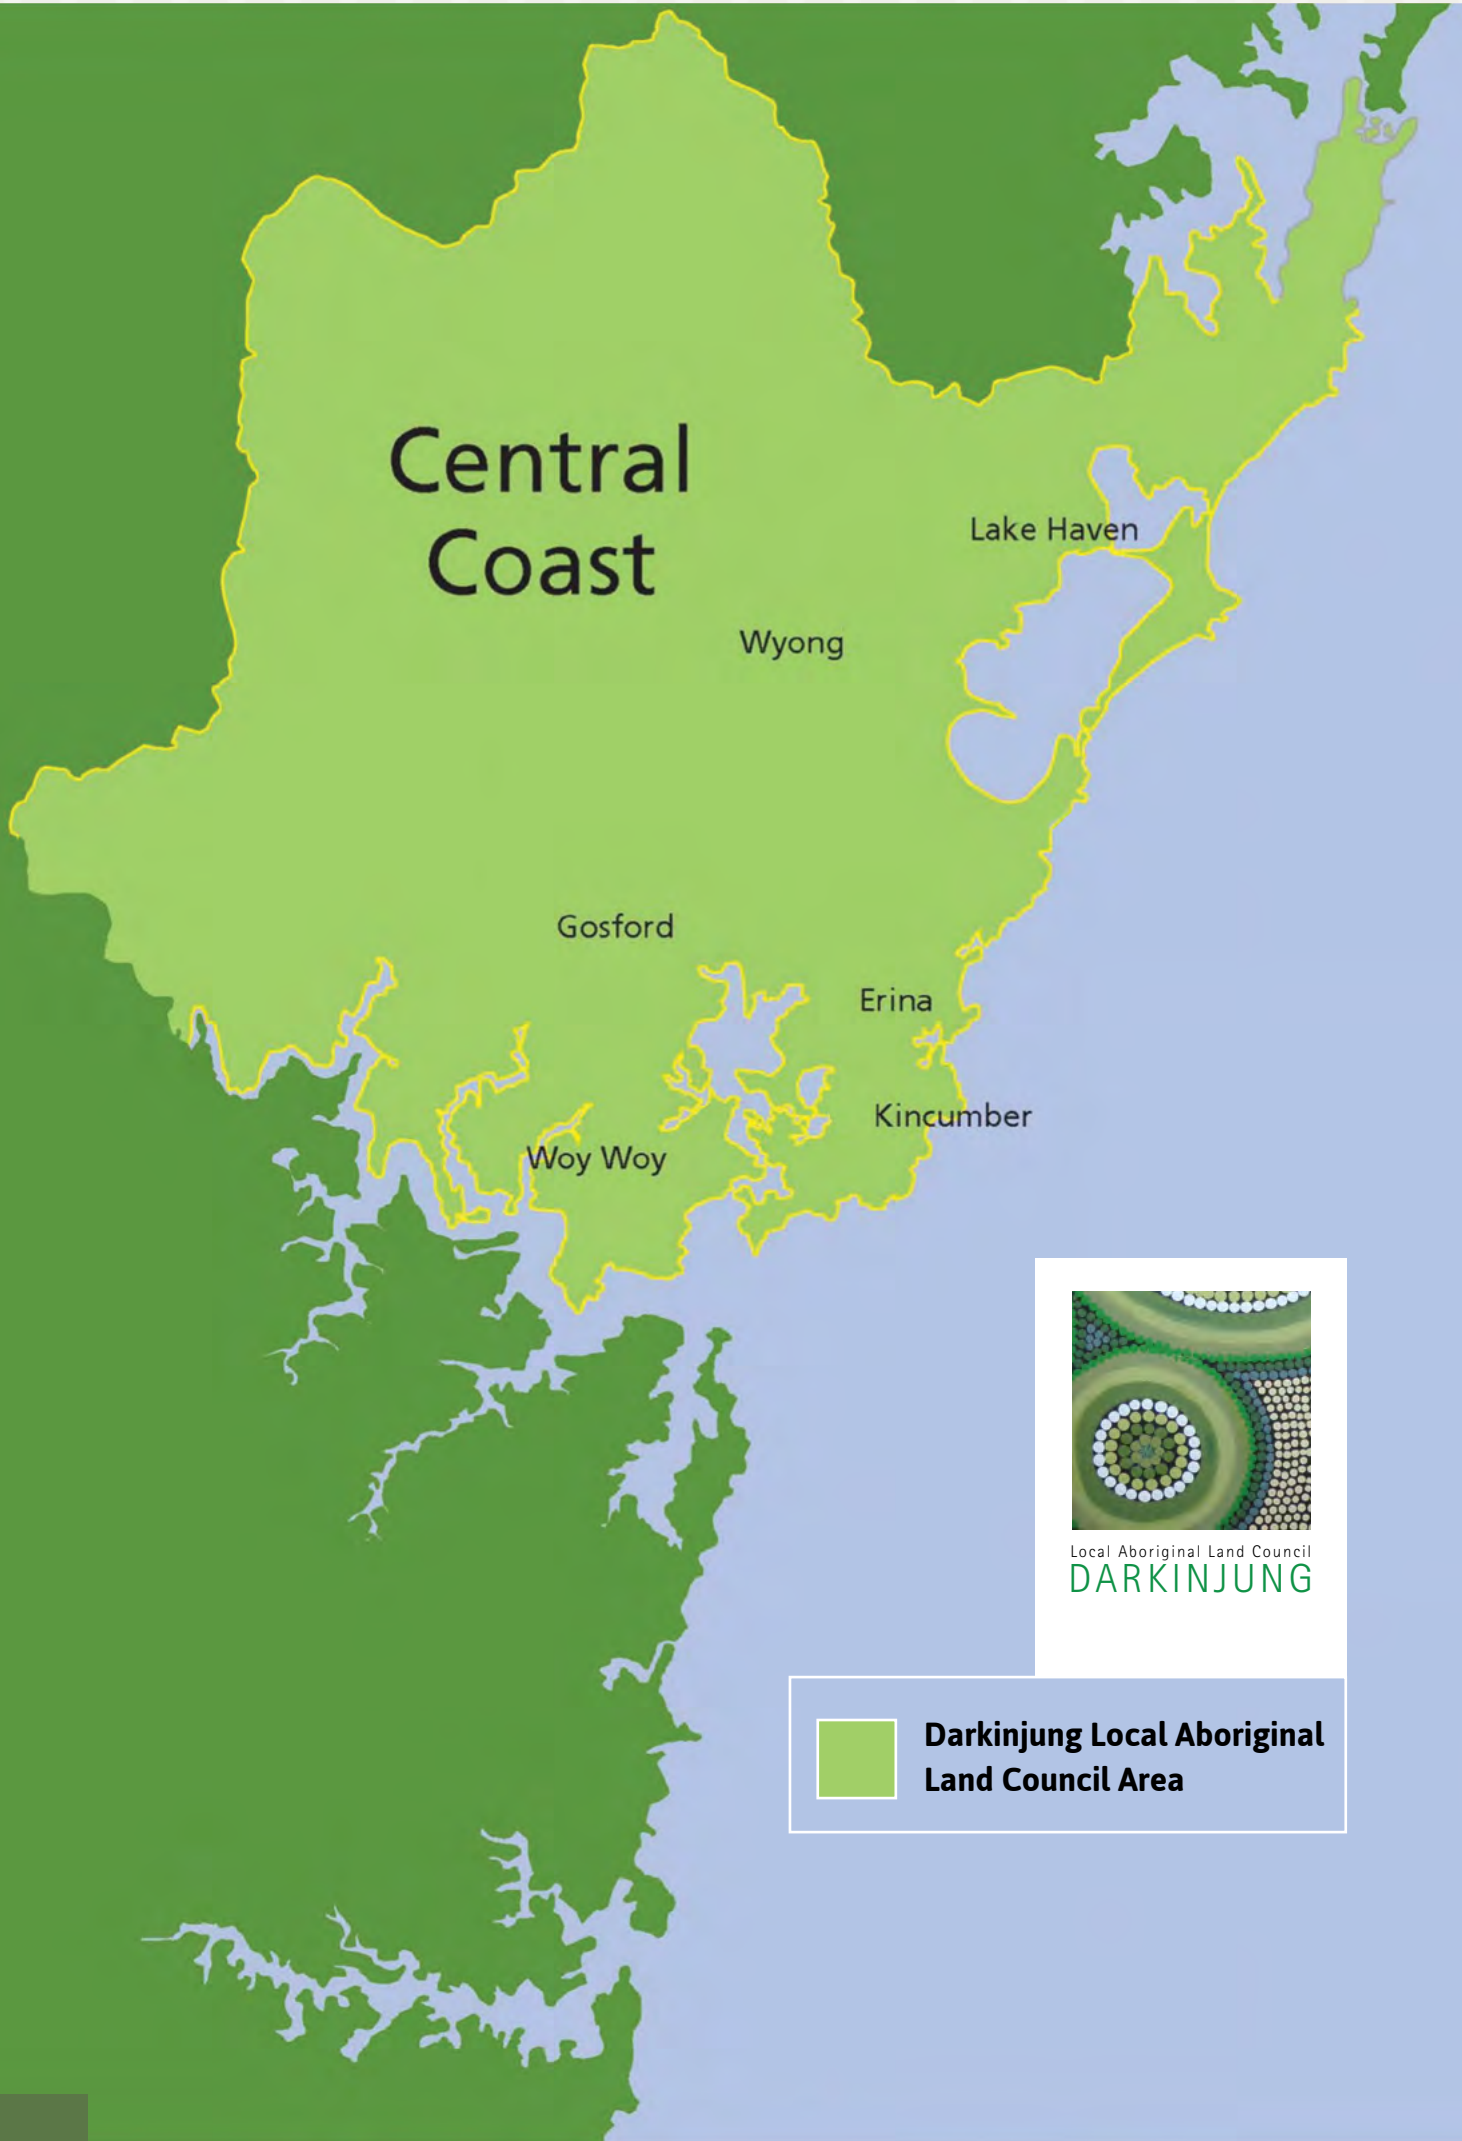 Central
Coast
Lake Haven
Wyong
Gosford
Erina
Kincumber
Woy Woy
Local Aboriginal Land Council
DARKINJUNG
Darkinjung Local Aboriginal
Land Council Area